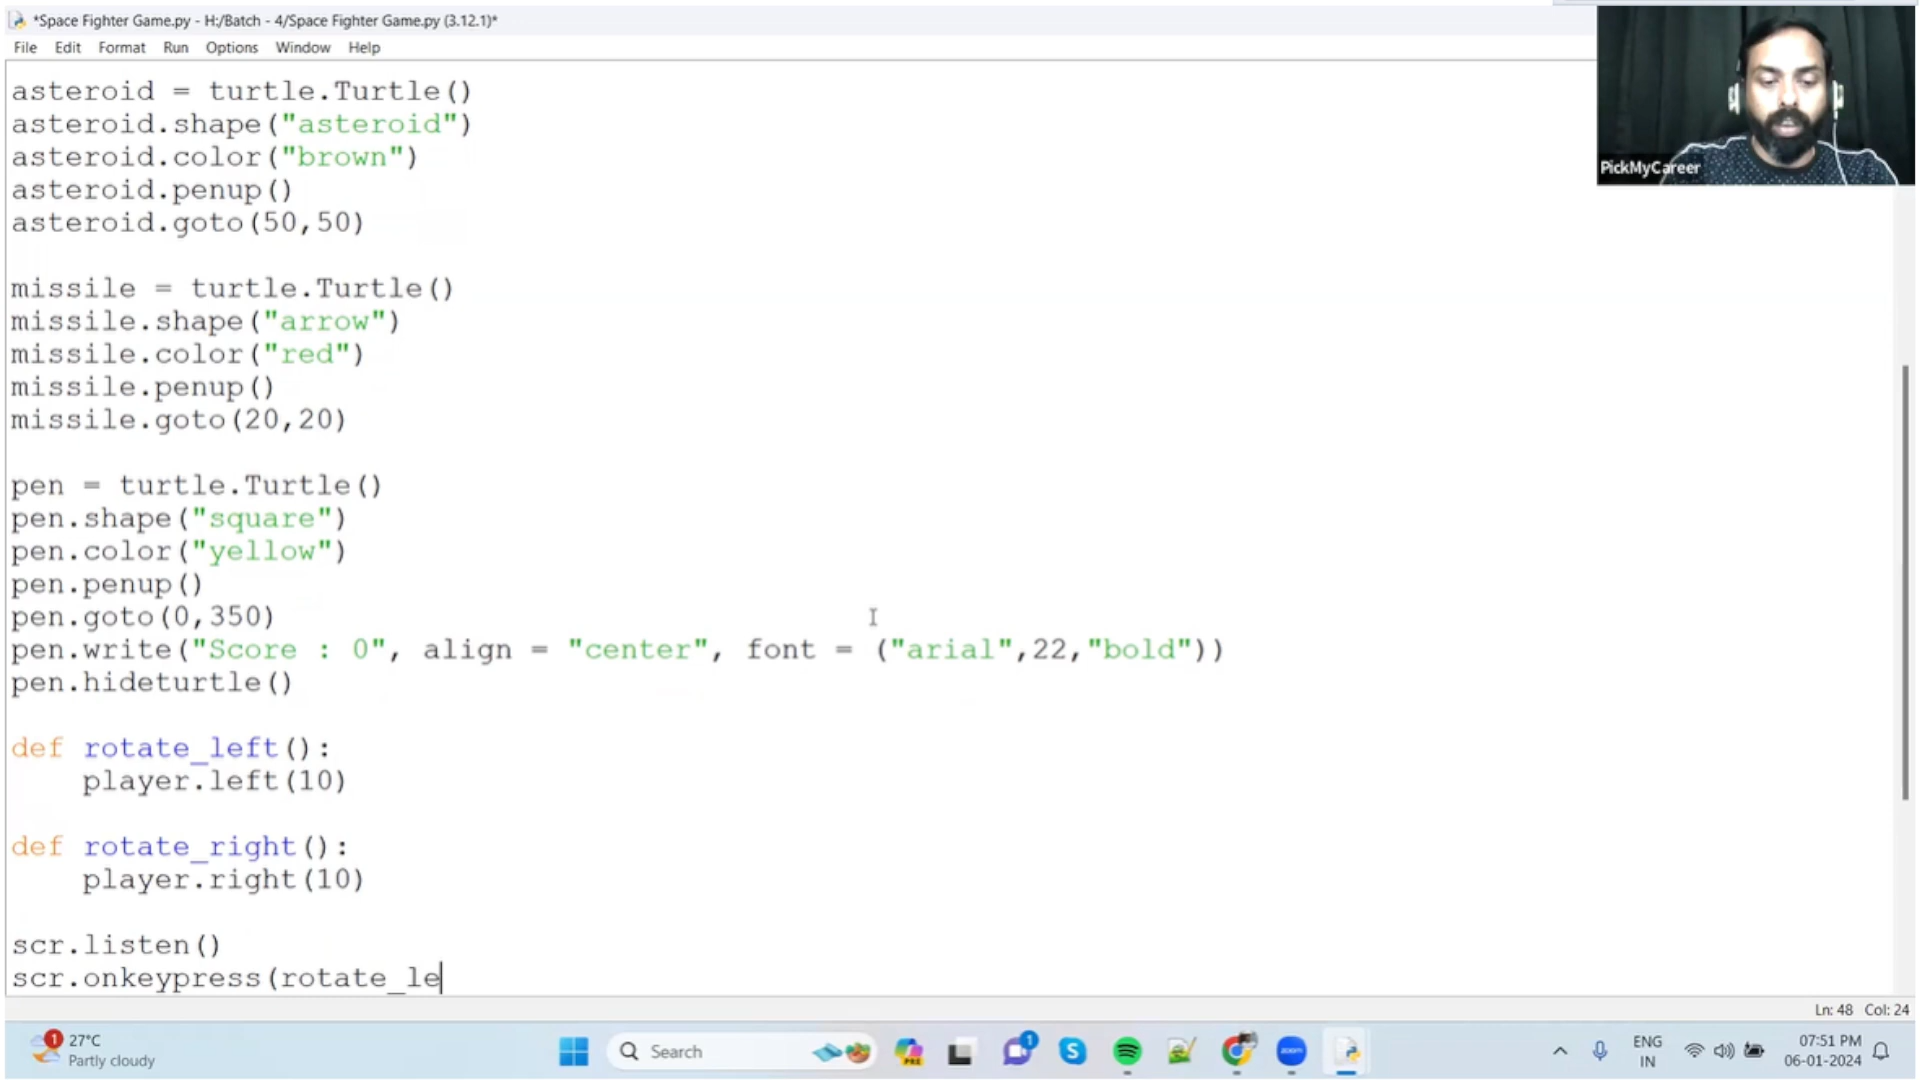 *Space Fighter Game.py - H:/Batch - 4/Space Fighter Game.py (3.12.1)*
File Edit Format Run Options Window Help
asteroid = turtle.Turtle()
asteroid.shape("asteroid")
asteroid.color("brown")
asteroid.penup()
asteroid.goto(50,50)
missile = turtle.Turtle()
missile.shape("arrow")
missile.color("red")
missile.penup()
missile.goto(20,20)
pen = turtle.Turtle()
pen.shape("square")
pen.color("yellow")
pen.penup()
pen.goto(0,350)
pen.write("Score : 0", align = "center", font = ("arial",22,"bold"))
pen.hideturtle()
def rotate_left():
    player.left(10)
def rotate_right():
    player.right(10)
scr.listen()
scr.onkeypress(rotate_le
PickMyCareer
Ln: 48 Col: 24
1
27°C
Partly cloudy
Search
PRE
1
zoom
ENG
IN
07:51 PM
06-01-2024